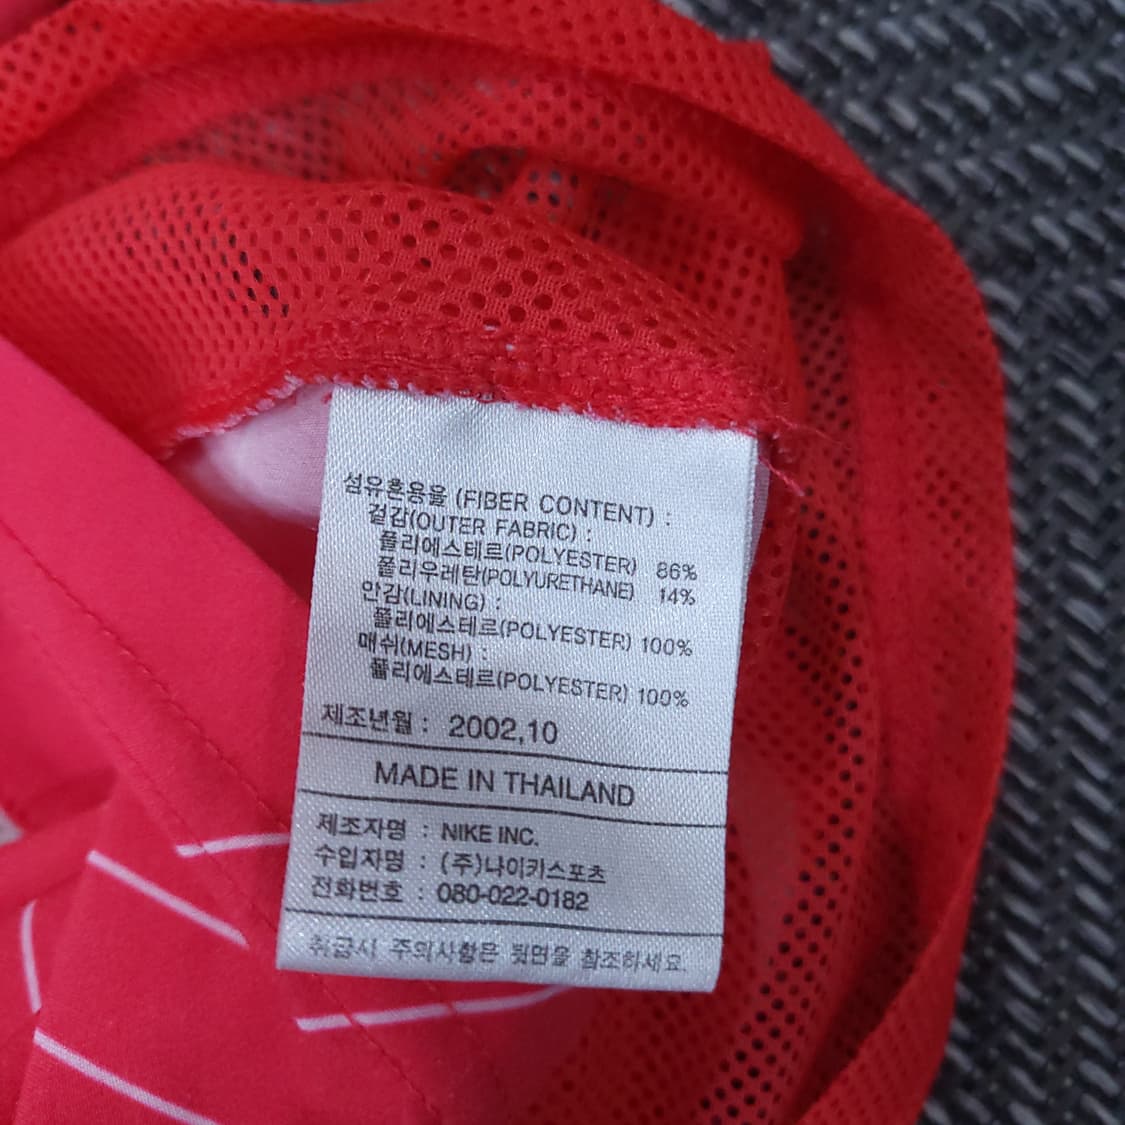 섬유혼용율 (FIBER CONTENT) :
겉감(OUTER FABRIC) :
폴리에스테르(POLYESTER) 86%
폴리우레탄(POLYURETHANE) 14%
안감(LINING) :
폴리에스테르(POLYESTER) 100%
매쉬(MESH) :
폴리에스테르(POLYESTER) 100%
제조년월 : 2002,10
MADE IN THAILAND
제조자명 : NIKE INC.
수입자명 : (주)나이키스포츠
전화번호 : 080-022-0182
취급시 주의사항은 뒷면을 참조하세요.